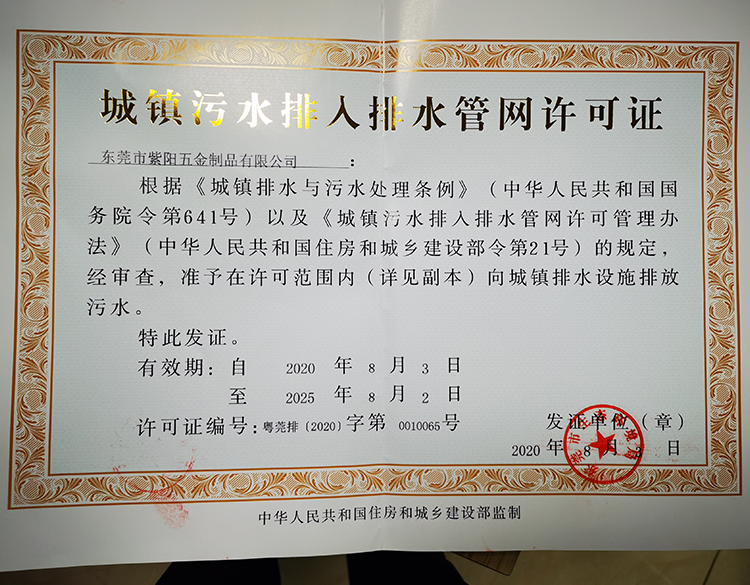 城镇污水排入排水管网许可证
东莞市紫阳五金制品有限公司：
根据《城镇排水与污水处理条例》（中华人民共和国国
务院令第641号）以及《城镇污水排入排水管网许可管理办
法》（中华人民共和国住房和城乡建设部令第21号）的规定，
经审查，准予在许可范围内（详见副本）向城镇排水设施排放
污水。
特此发证。
有效期：自 2020 年 8 月 3 日
至 2025 年 8 月 2 日
许可证编号：粤莞排〔2020〕字第 0010065 号
发证单位（章）
2020 年 8 月 3 日
中华人民共和国住房和城乡建设部监制